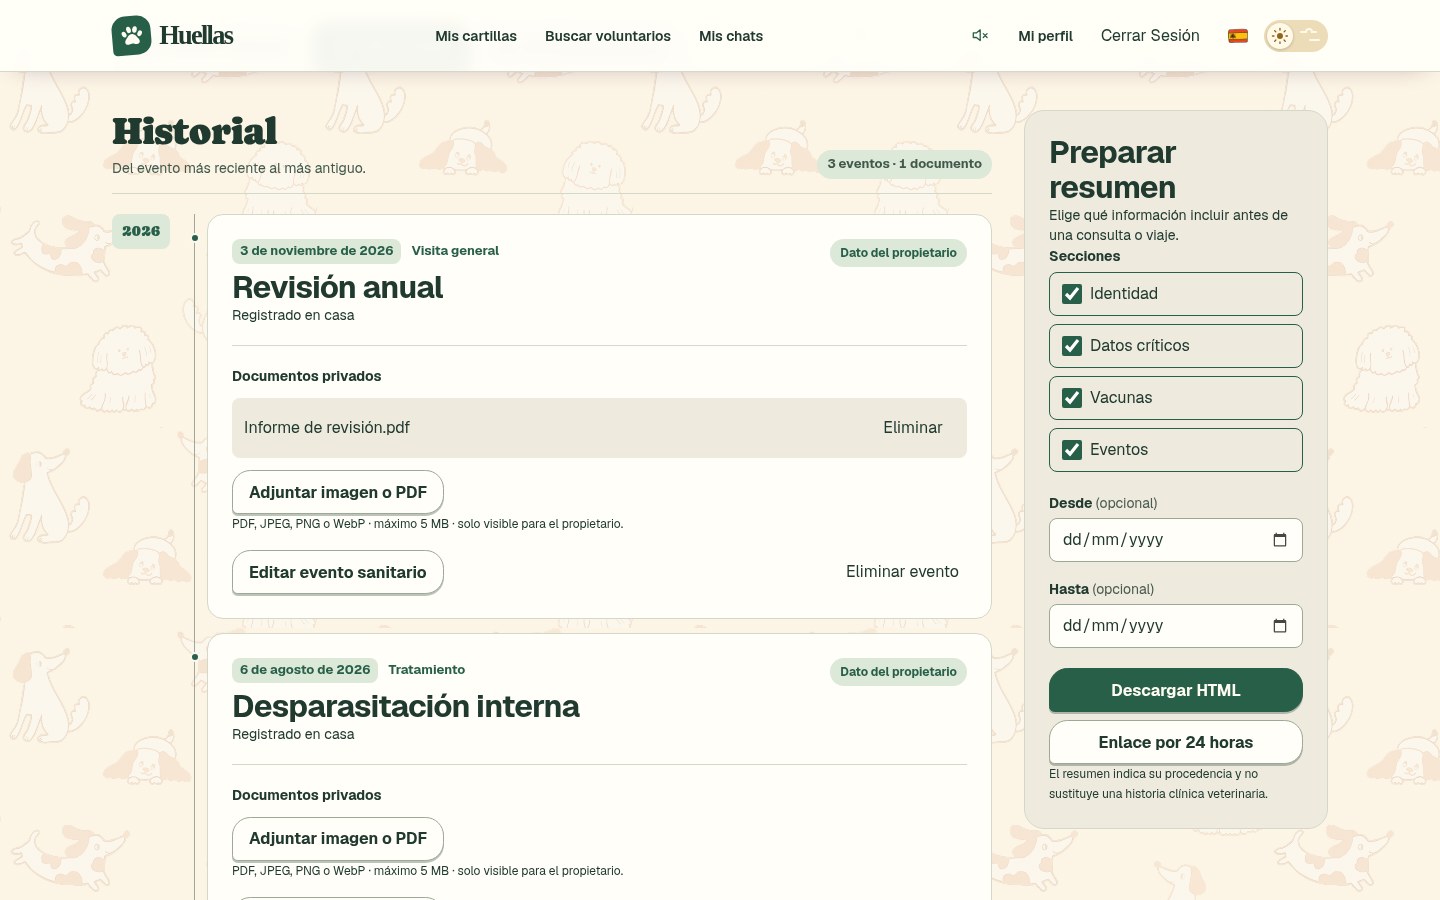 Huellas
Mis cartillas
Buscar voluntarios
Mis chats
Mi perfil
Cerrar Sesión
Historial
Del evento más reciente al más antiguo.
3 eventos · 1 documento
2026
3 de noviembre de 2026
Visita general
Dato del propietario
Revisión anual
Registrado en casa
Documentos privados
Informe de revisión.pdf
Eliminar
Adjuntar imagen o PDF
PDF, JPEG, PNG o WebP · máximo 5 MB · solo visible para el propietario.
Editar evento sanitario
Eliminar evento
6 de agosto de 2026
Tratamiento
Dato del propietario
Desparasitación interna
Registrado en casa
Documentos privados
Adjuntar imagen o PDF
PDF, JPEG, PNG o WebP · máximo 5 MB · solo visible para el propietario.
Preparar
resumen
Elige qué información incluir antes de
una consulta o viaje.
Secciones
Identidad
Datos críticos
Vacunas
Eventos
Desde (opcional)
dd/mm/yyyy
Hasta (opcional)
dd/mm/yyyy
Descargar HTML
Enlace por 24 horas
El resumen indica su procedencia y no
sustituye una historia clínica veterinaria.